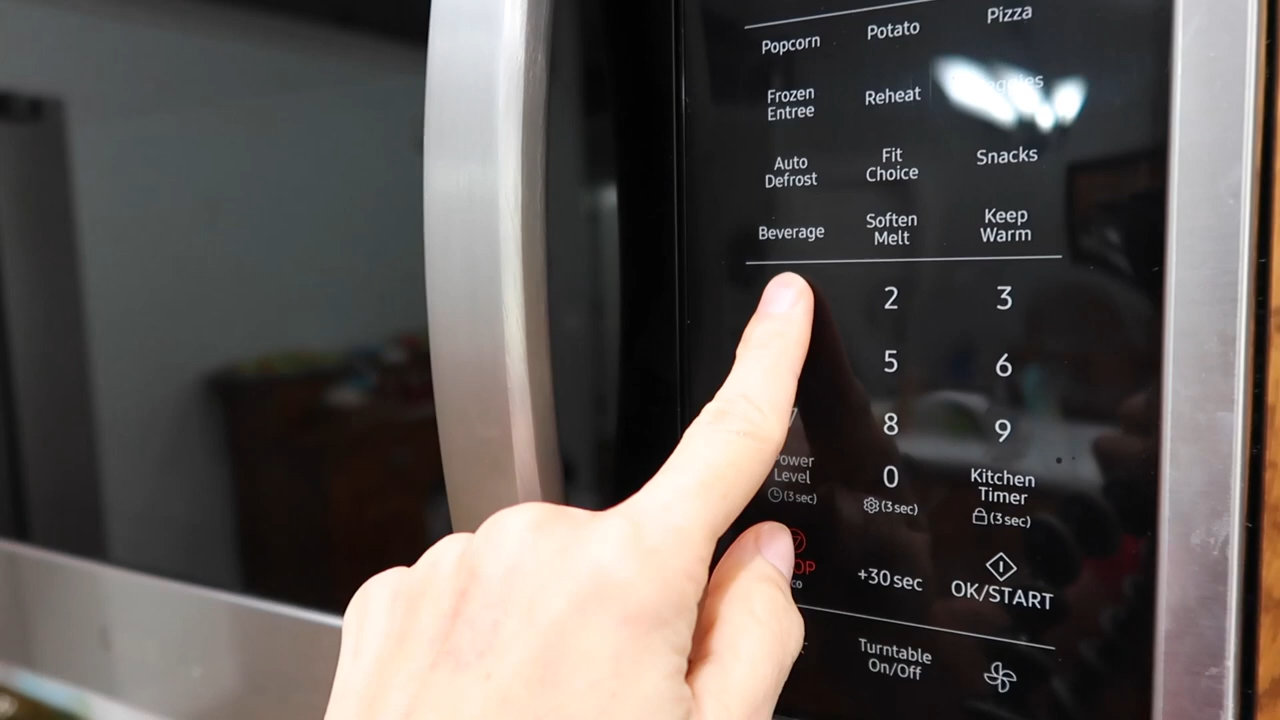 Popcorn Potato Pizza
Frozen Entree Reheat
Auto Defrost Fit Choice Snacks
Beverage Soften Melt Keep Warm
2 3
5 6
7 8 9
Level 0 Kitchen Timer
(3 sec) (3 sec) (3 sec)
+30 sec OK/START
Turntable On/Off